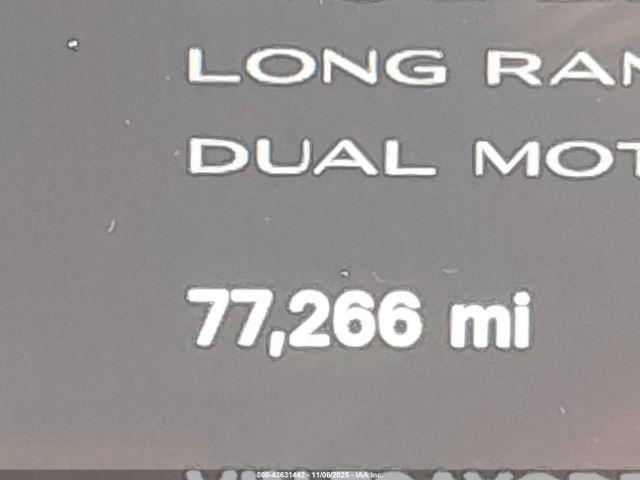 LONG RAN
DUAL MOT
77,266 mi
000-43631442 - 11/06/2025 - IAA Inc.